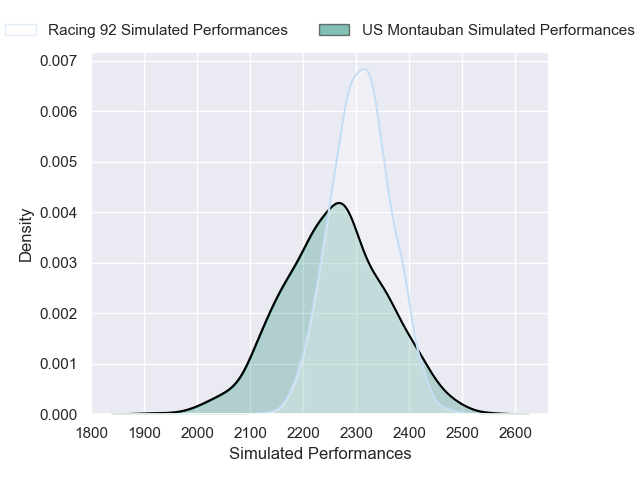 Racing 92 Simulated Performances US Montauban Simulated Performances
0.007
0.006
0.005
0.004
0.003
0.002
0.001
0.000
Density
1800 1900 2000 2100 2200 2300 2400 2500 2600
Simulated Performances